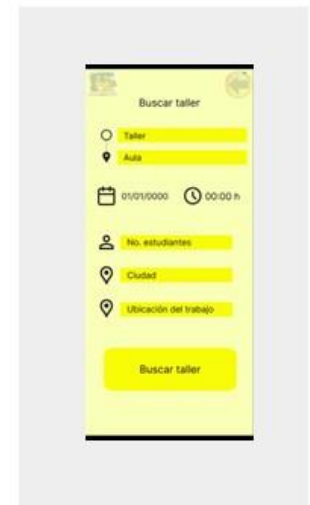 Buscar taller
Taller
Aula
01/01/0000 00:00 h
No. estudiantes
Ciudad
Ubicación del trabajo
Buscar taller